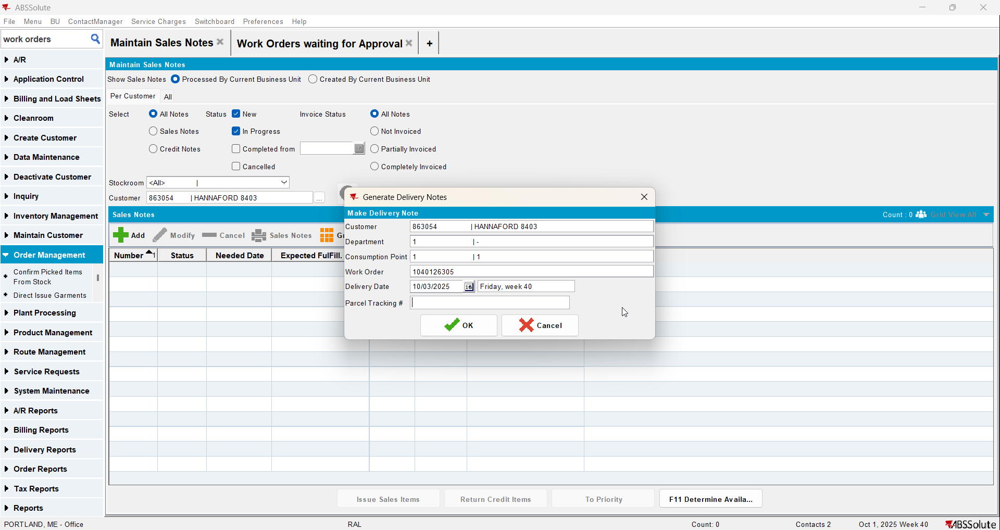 ABSSolute
File Menu BU ContactManager Service Charges Switchboard Preferences Help
work orders
Maintain Sales Notes
Work Orders waiting for Approval
+
A/R
Application Control
Billing and Load Sheets
Cleanroom
Create Customer
Data Maintenance
Deactivate Customer
Inquiry
Inventory Management
Maintain Customer
Order Management
Confirm Picked Items
From Stock
Direct Issue Garments
Plant Processing
Product Management
Route Management
Service Requests
System Maintenance
A/R Reports
Billing Reports
Delivery Reports
Order Reports
Tax Reports
Reports
Maintain Sales Notes
Show Sales Notes Processed By Current Business Unit Created By Current Business Unit
Per Customer All
Select All Notes Status New Invoice Status All Notes
Sales Notes In Progress Not Invoiced
Credit Notes Completed from 16 Partially Invoiced
Cancelled Completely Invoiced
Stockroom <All> |
Customer 863054 | HANNAFORD 8403 ...
Sales Notes Count : 0 Grid View All
Add Modify Cancel Sales Notes Gr
Number 1 Status Needed Date Expected FulFill.
Generate Delivery Notes
Make Delivery Note
Customer 863054 | HANNAFORD 8403
Department 1 | -
Consumption Point 1 | 1
Work Order 1040126305
Delivery Date 10/03/2025 16 Friday, week 40
Parcel Tracking #
OK Cancel
Issue Sales Items Return Credit Items To Priority F11 Determine Availa...
PORTLAND, ME - Office RAL Count: 0 Contacts 2 Oct 1, 2025 Week 40 ABSSolute